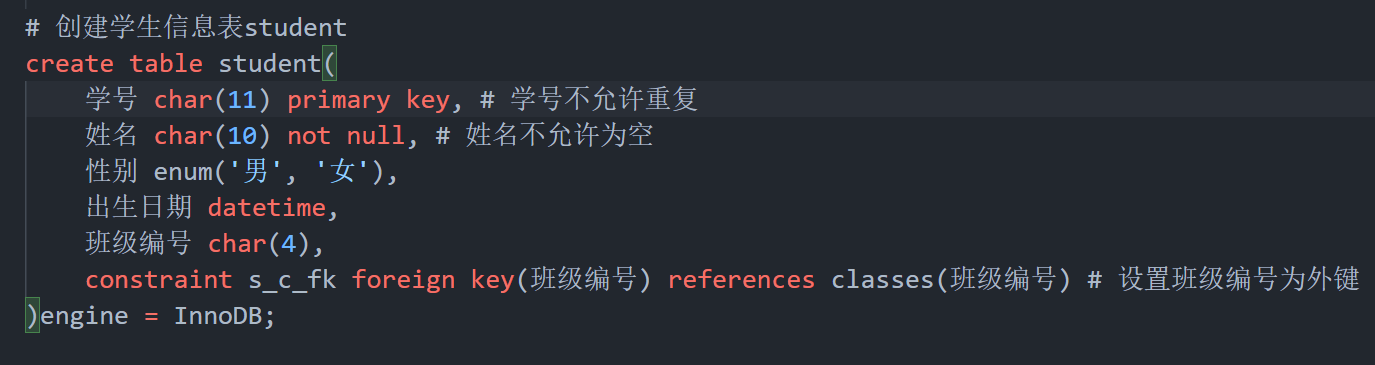 # 创建学生信息表student
create table student(
    学号 char(11) primary key, # 学号不允许重复
    姓名 char(10) not null, # 姓名不允许为空
    性别 enum('男', '女'),
    出生日期 datetime,
    班级编号 char(4),
    constraint s_c_fk foreign key(班级编号) references classes(班级编号) # 设置班级编号为外键
)engine = InnoDB;